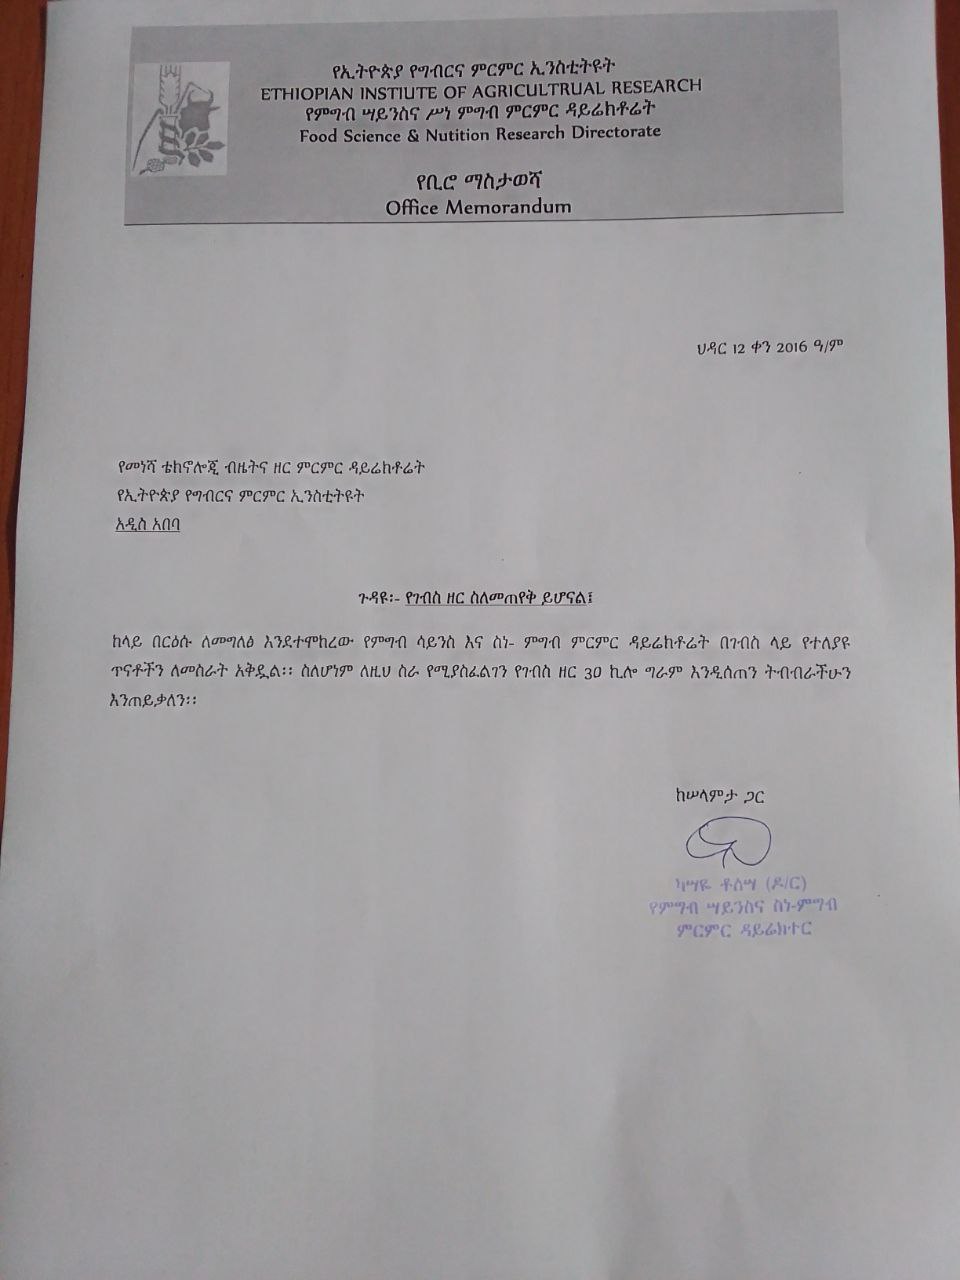 የኢትዮጵያ የግብርና ምርምር ኢንስቲትዩት
ETHIOPIAN INSTIUTE OF AGRICULTRUAL RESEARCH
የምግብ ሣይንስና ሥነ ምግብ ምርምር ዳይሬክቶሬት
Food Science & Nutition Research Directorate
የቢሮ ማስታወሻ
Office Memorandum
ህዳር 12 ቀን 2016 ዓ/ም
የመነሻ ቴክኖሎጂ ብዜትና ዘር ምርምር ዳይሬክቶሬት
የኢትዮጵያ የግብርና ምርምር ኢንስቲትዩት
አዲስ አበባ
ጉዳዩ፡- የገብስ ዘር ስለመጠየቅ ይሆናል፤
ከላይ በርዕሱ ለመግለፅ እንደተሞከረው የምግብ ሳይንስ እና ስነ- ምግብ ምርምር ዳይሬክቶሬት በገብስ ላይ የተለያዩ
ጥናቶችን ለመስራት አቅዷል፡፡ ስለሆነም ለዚህ ስራ የሚያስፈልገን የገብስ ዘር 30 ኪሎ ግራም እንዲሰጠን ትብብራችሁን
እንጠይቃለን፡፡
ከሠላምታ ጋር
ካሣዬ ቶሎሣ (ዶ/ር)
የምግብ ሣይንስና ስነ-ምግብ
ምርምር ዳይሬክተር